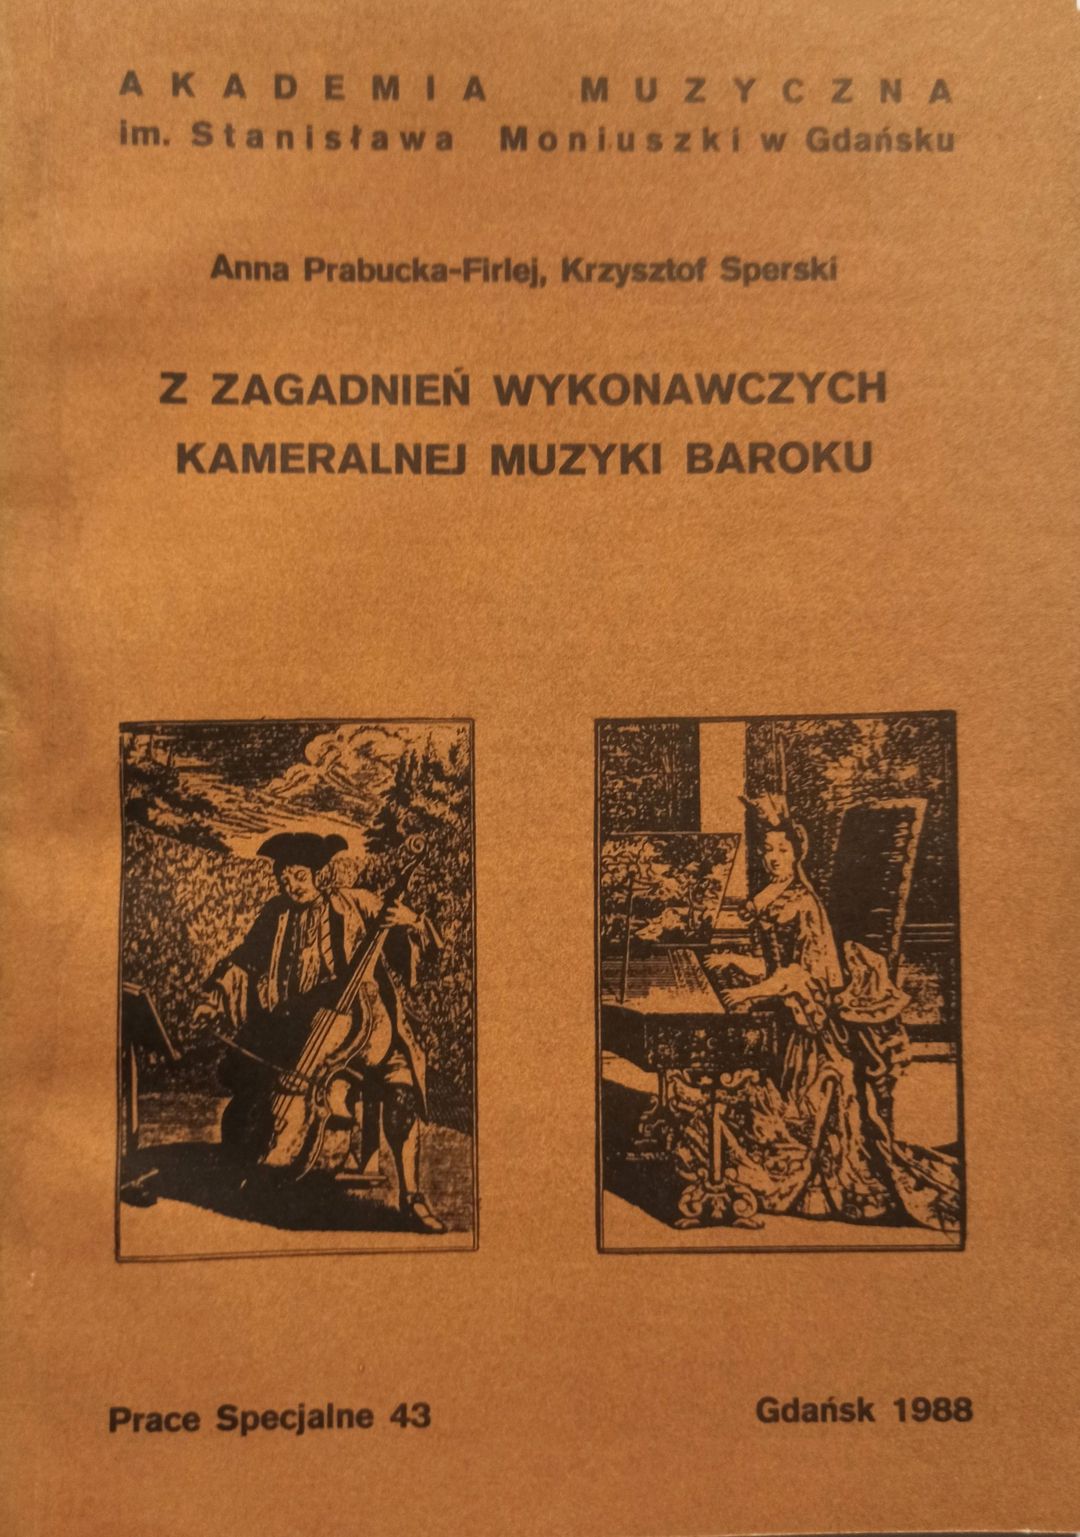 AKADEMIA MUZYCZNA
im. Stanisława Moniuszki w Gdańsku
Anna Prabucka-Firlej, Krzysztof Sperski
Z ZAGADNIEŃ WYKONAWCZYCH
KAMERALNEJ MUZYKI BAROKU
Prace Specjalne 43
Gdańsk 1988